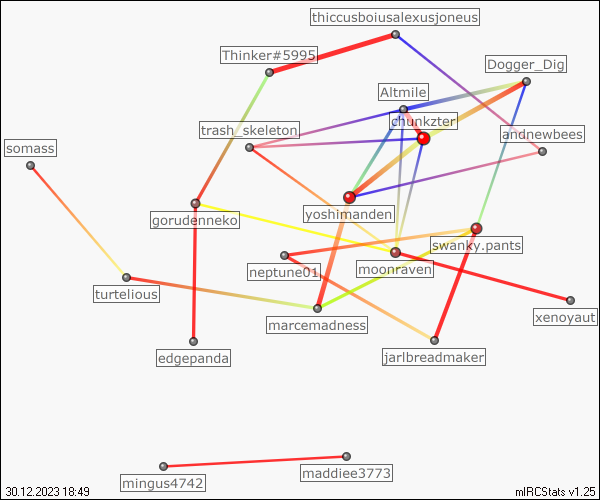 thiccusboiusalexusjoneus
Thinker#5995
Dogger_Dig
Altmile
chunkzter
trash_skeleton
andnewbees
somass
yoshimanden
gorudenneko
swanky.pants
neptune01
moonraven
turtelious
marcemadness
xenoyaut
edgepanda
jarlbreadmaker
maddiee3773
mingus4742
30.12.2023 18:49
mIRCStats v1.25